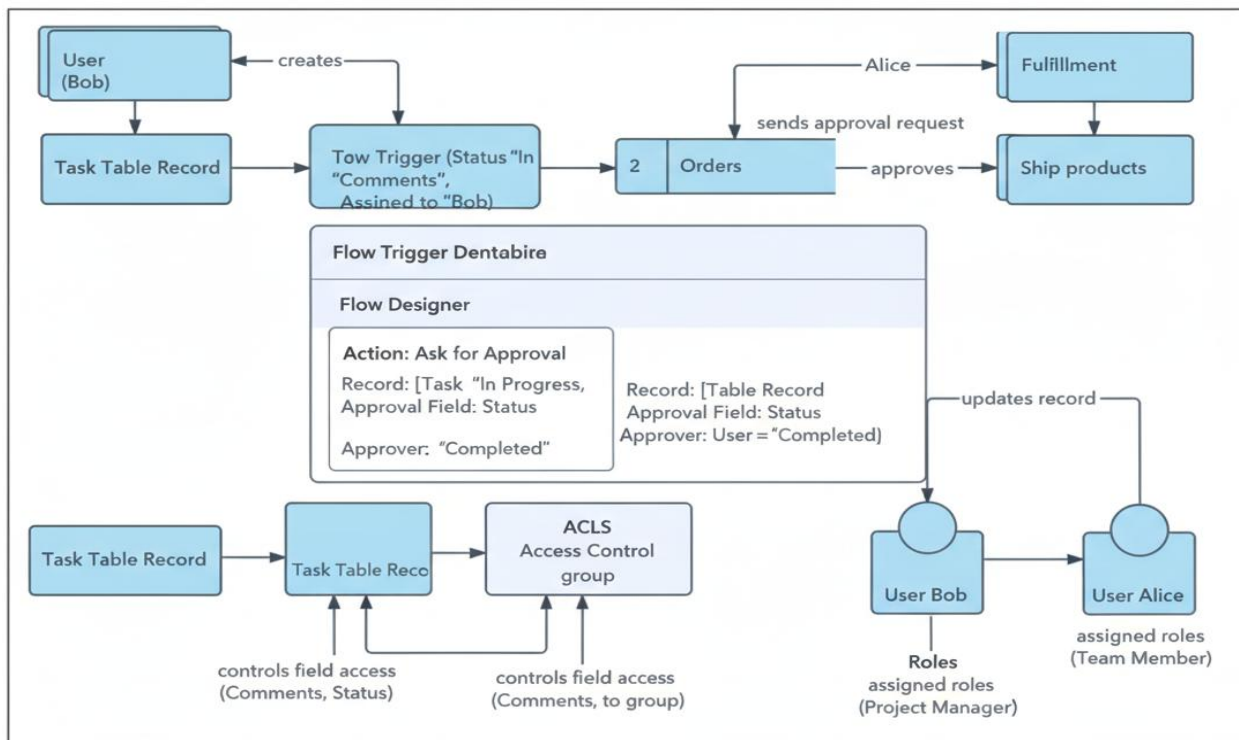 User
(Bob)
creates
Alice
Fulfillment
sends approval request
Task Table Record
Tow Trigger (Status “In
“Comments”,
Assined to “Bob)
2 Orders
approves
Ship products
Flow Trigger Dentabire
Flow Designer
Action: Ask for Approval
Record: [Task “In Progress,
Approval Field: Status
Approver: “Completed”
Record: [Table Record
Approval Field: Status
Approver: User = “Completed)
updates record
Task Table Record
Task Table Reco
ACLS
Access Control
group
User Bob
User Alice
controls field access
(Comments, Status)
controls field access
(Comments, to group)
Roles
assigned roles
(Project Manager)
assigned roles
(Team Member)